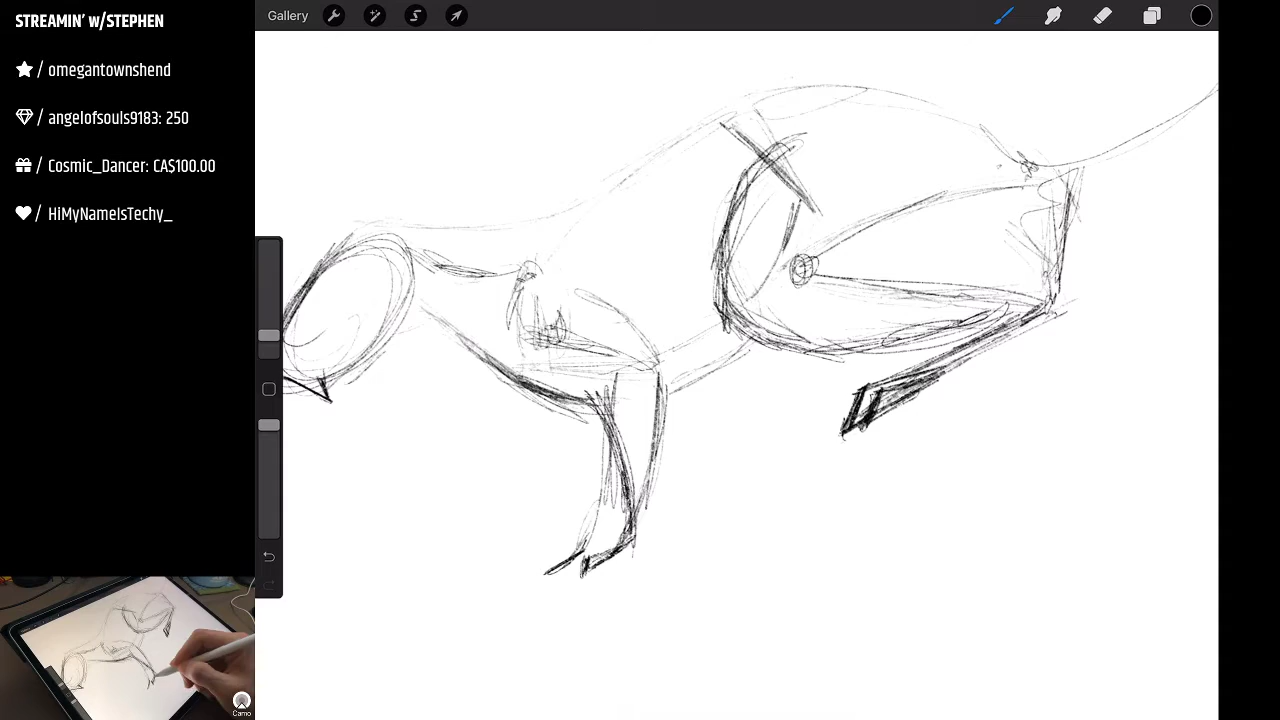 STREAMIN' w/STEPHEN
/ omegantownshend
/ angelofsouls9183: 250
/ Cosmic_Dancer: CA$100.00
/ HiMyNameIsTechy_
Gallery
Camo